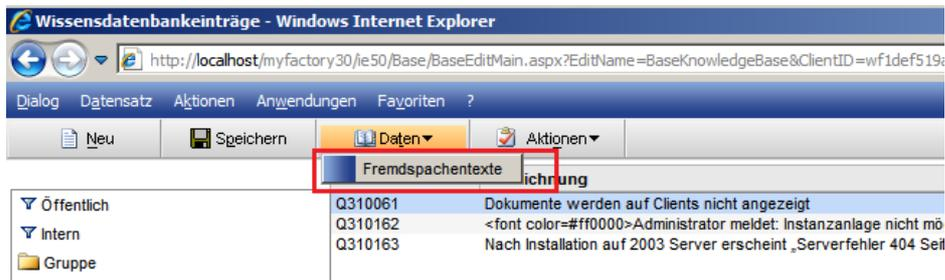 Wissensdatenbankeinträge - Windows Internet Explorer
http://localhost/myfactory30/ie50/Base/BaseEditMain.aspx?EditName=BaseKnowledgeBase&ClientID=wf1def519a
Dialog Datensatz Aktionen Anwendungen Favoriten ?
Neu Speichern Daten Aktionen
Fremdspachentexte
ichnung
Öffentlich
Intern
Gruppe
Q310061 Dokumente werden auf Clients nicht angezeigt
Q310162 <font color=#ff0000>Administrator meldet: Instanzanlage nicht mö
Q310163 Nach Installation auf 2003 Server erscheint „Serverfehler 404 Seit